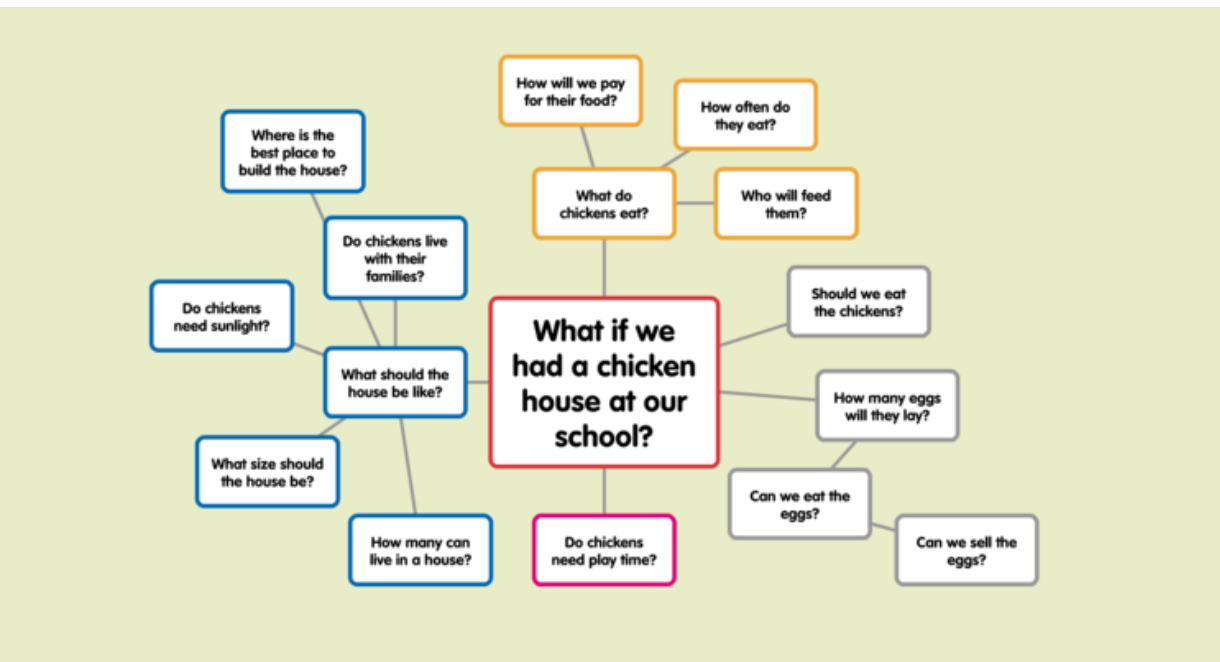 How will we pay
for their food?
How often do
they eat?
Where is the
best place to
build the house?
What do
chickens eat?
Who will feed
them?
Do chickens live
with their
families?
Do chickens
need sunlight?
Should we eat
the chickens?
What if we
had a chicken
house at our
school?
What should the
house be like?
How many eggs
will they lay?
What size should
the house be?
Can we eat the
eggs?
How many can
live in a house?
Do chickens
need play time?
Can we sell the
eggs?